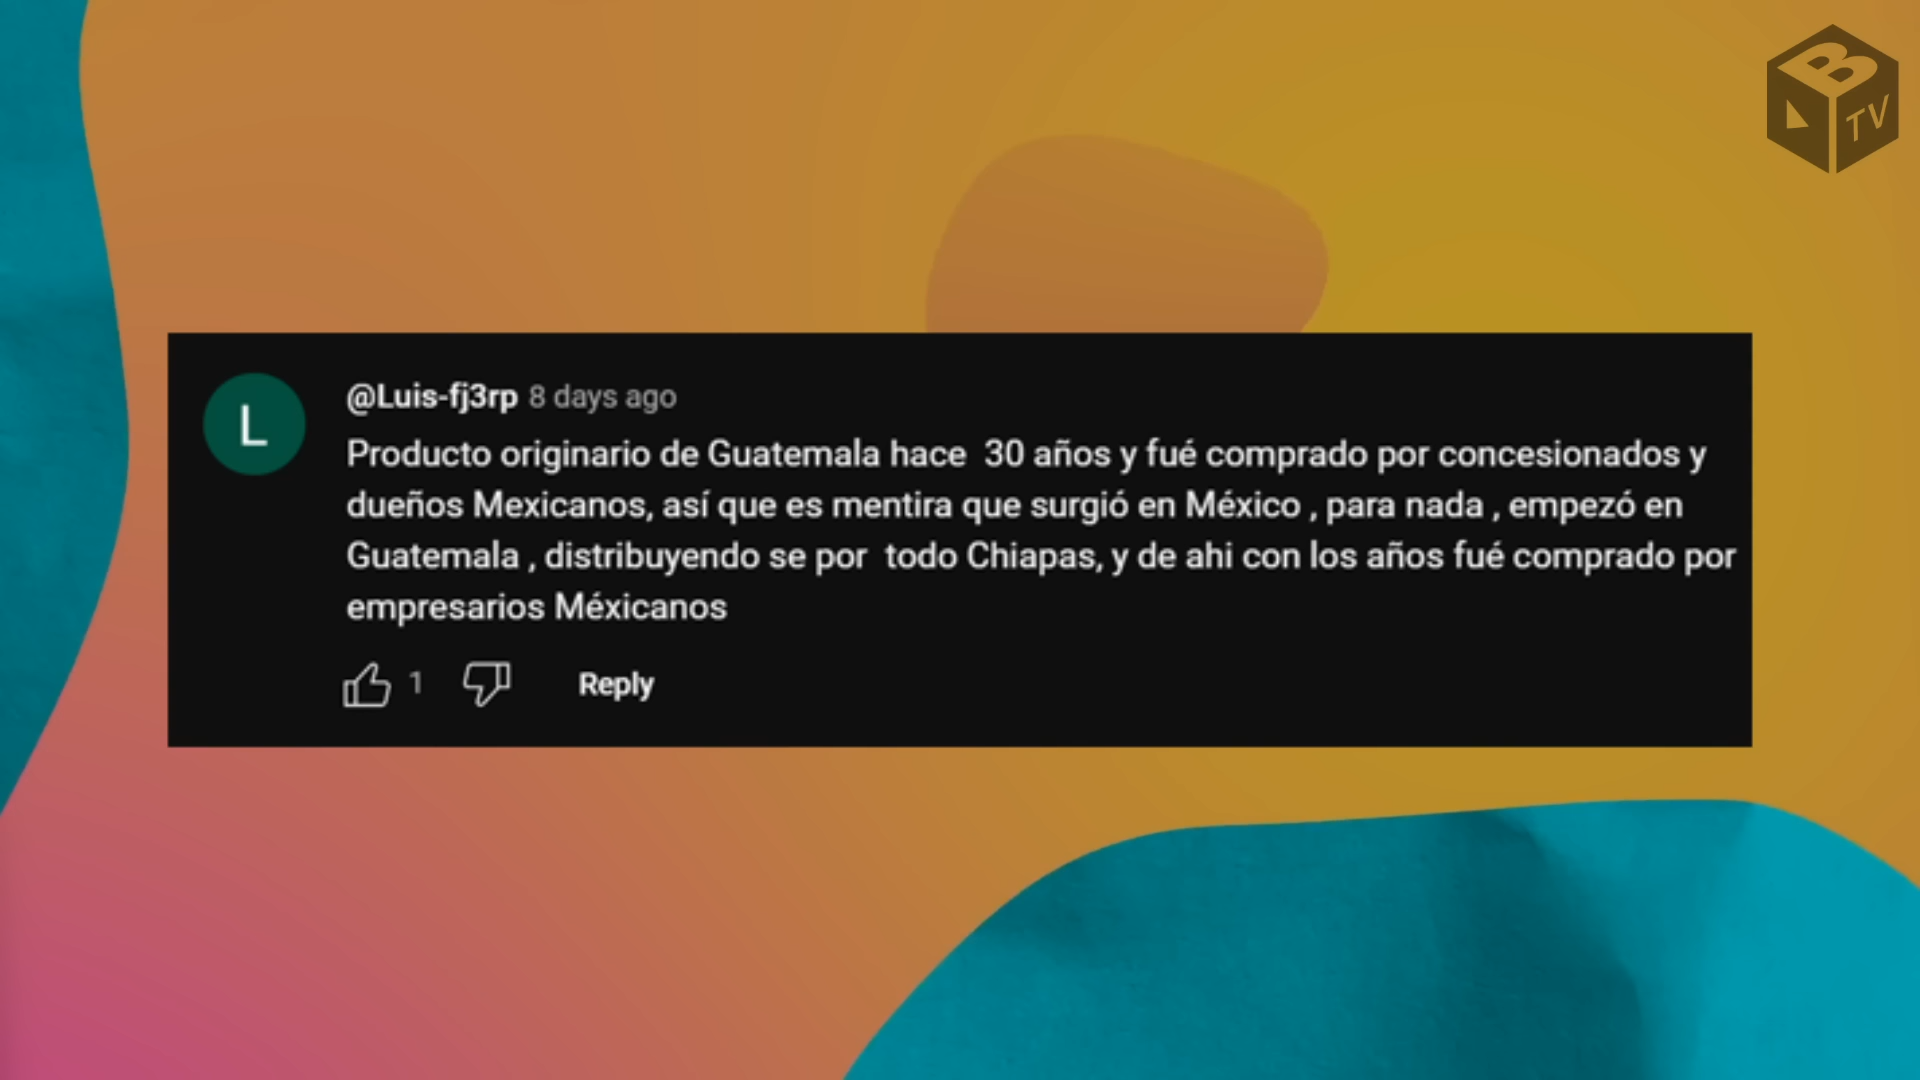 B
TV
L
@Luis-fj3rp 8 days ago
Producto originario de Guatemala hace  30 años y fué comprado por concesionados y
dueños Mexicanos, así que es mentira que surgió en México , para nada , empezó en
Guatemala , distribuyendo se por  todo Chiapas, y de ahi con los años fué comprado por
empresarios Méxicanos
1 Reply